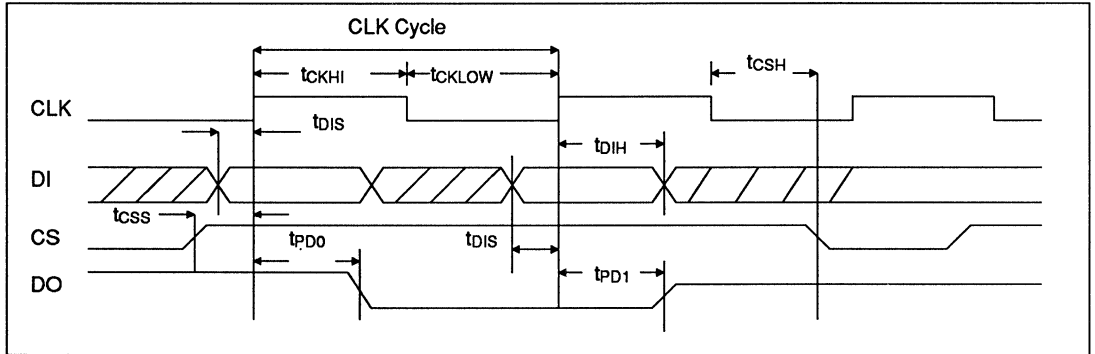 CLK Cycle
tCKHI tCKLOW tCSH
CLK
tDIS
tDIH
DI
tCSS
CS
tPD0 tDIS
tPD1
DO